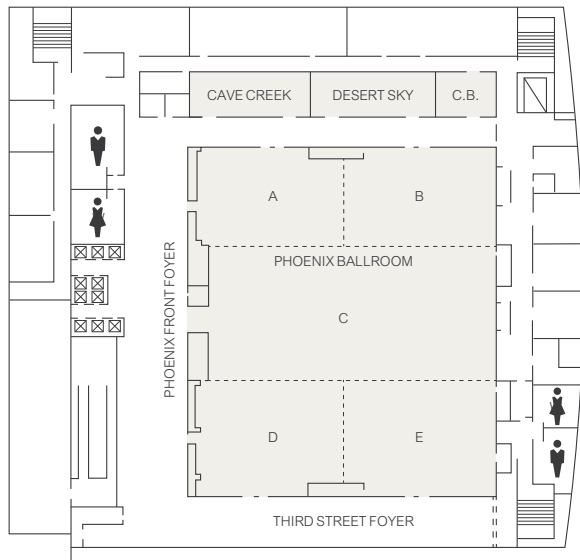 CAVE CREEK
DESERT SKY
C.B.
A
B
PHOENIX BALLROOM
PHOENIX FRONT FOYER
C
D
E
THIRD STREET FOYER